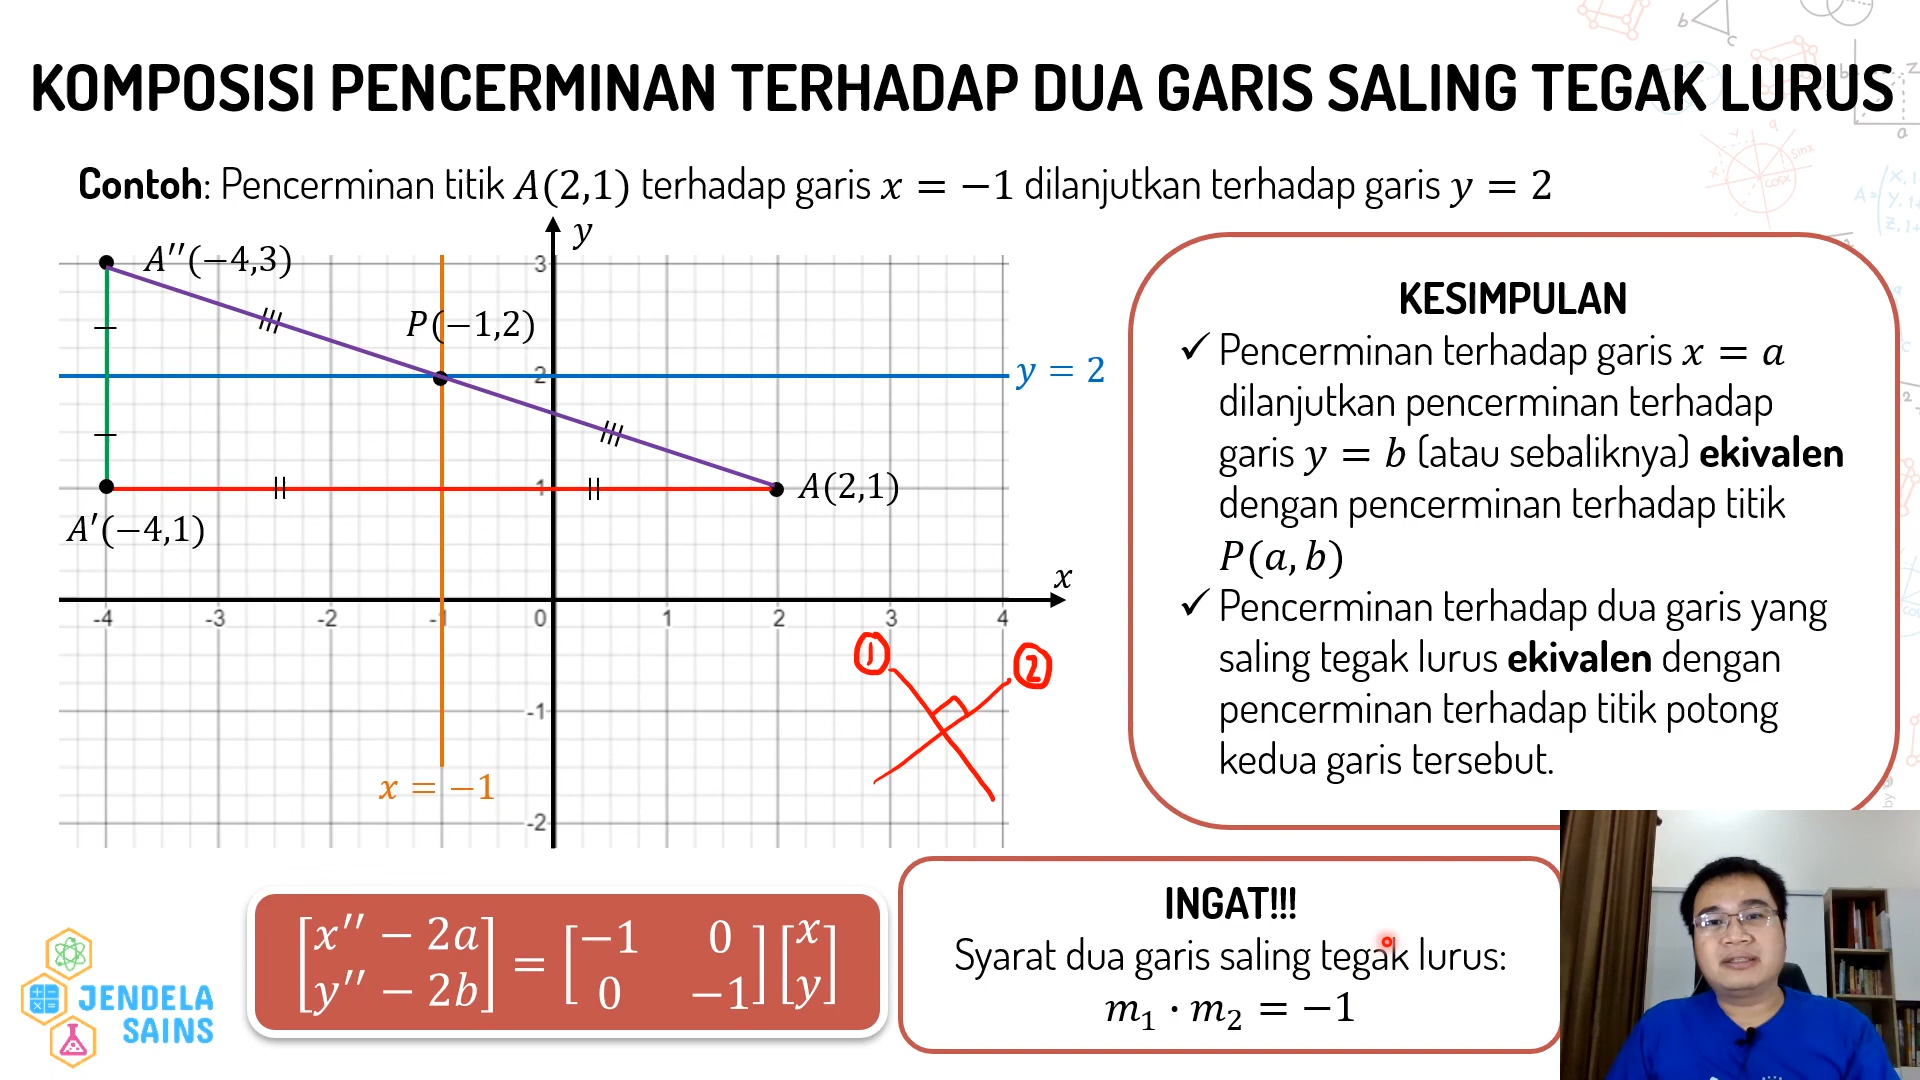 KOMPOSISI PENCERMINAN TERHADAP DUA GARIS SALING TEGAK LURUS
Contoh: Pencerminan titik A(2,1) terhadap garis x = −1 dilanjutkan terhadap garis y = 2
y
A′′(−4,3)
3
P(−1,2)
2
y = 2
1
A(2,1)
A′(−4,1)
x
-4 -3 -2 -1 0 1 2 3 4
1
2
-1
x = −1
-2
KESIMPULAN
✓ Pencerminan terhadap garis x = a
dilanjutkan pencerminan terhadap
garis y = b (atau sebaliknya) ekivalen
dengan pencerminan terhadap titik
P(a, b)
✓ Pencerminan terhadap dua garis yang
saling tegak lurus ekivalen dengan
pencerminan terhadap titik potong
kedua garis tersebut.
[x′′ − 2a] = [−1 0] [x]
[y′′ − 2b] [0 −1] [y]
INGAT!!!
Syarat dua garis saling tegak lurus:
m₁ · m₂ = −1
JENDELA
SAINS